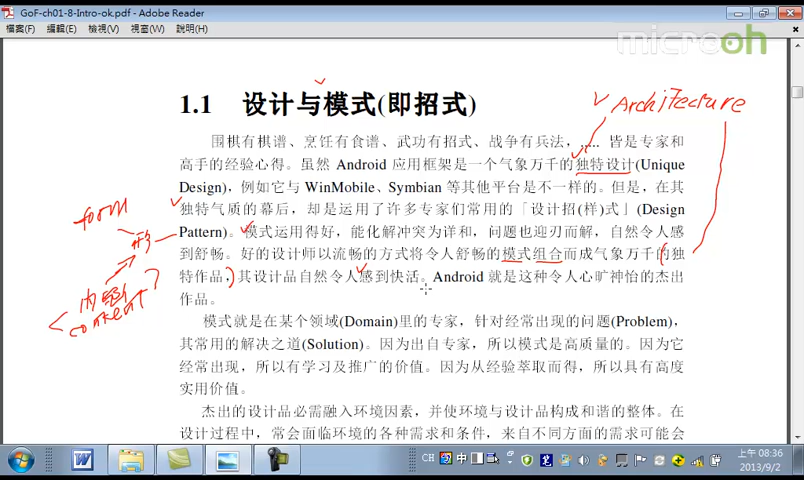 GoF-ch01-8-Intro-ok.pdf - Adobe Reader
檔案(F) 編輯(E) 檢視(V) 視窗(W) 說明(H)
microoh
1.1 设计与模式(即招式)
Architecture
围棋有棋谱、烹饪有食谱、武功有招式、战争有兵法，..... 皆是专家和
高手的经验心得。虽然 Android 应用框架是一个气象万千的独特设计(Unique
Design)，例如它与 WinMobile、Symbian 等其他平台是不一样的。但是，在其
独特气质的幕后，却是运用了许多专家们常用的「设计招(样)式」(Design
Pattern)。模式运用得好，能化解冲突为详和，问题也迎刃而解，自然令人感
到舒畅。好的设计师以流畅的方式将令人舒畅的模式组合而成气象万千的独
特作品，其设计品自然令人感到快活。Android 就是这种令人心旷神怡的杰出
作品。
form
形
content
模式就是在某个领域(Domain)里的专家，针对经常出现的问题(Problem)，
其常用的解决之道(Solution)。因为出自专家，所以模式是高质量的。因为它
经常出现，所以有学习及推广的价值。因为从经验萃取而得，所以具有高度
实用价值。
杰出的设计品必需融入环境因素，并使环境与设计品构成和谐的整体。在
设计过程中，常会面临环境的各种需求和条件，来自不同方面的需求可能会
CH 中
上午 08:36
2013/9/2